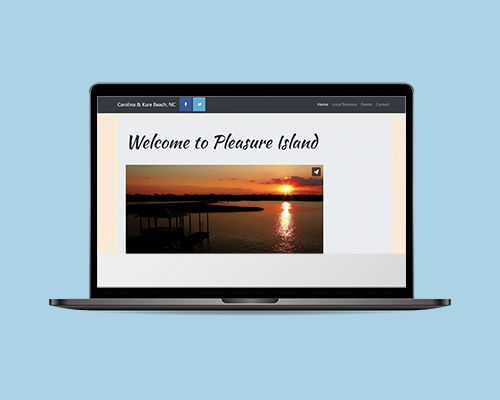 Carolina & Kure Beach, NC
Home Local Business Events Contact
Welcome to Pleasure Island